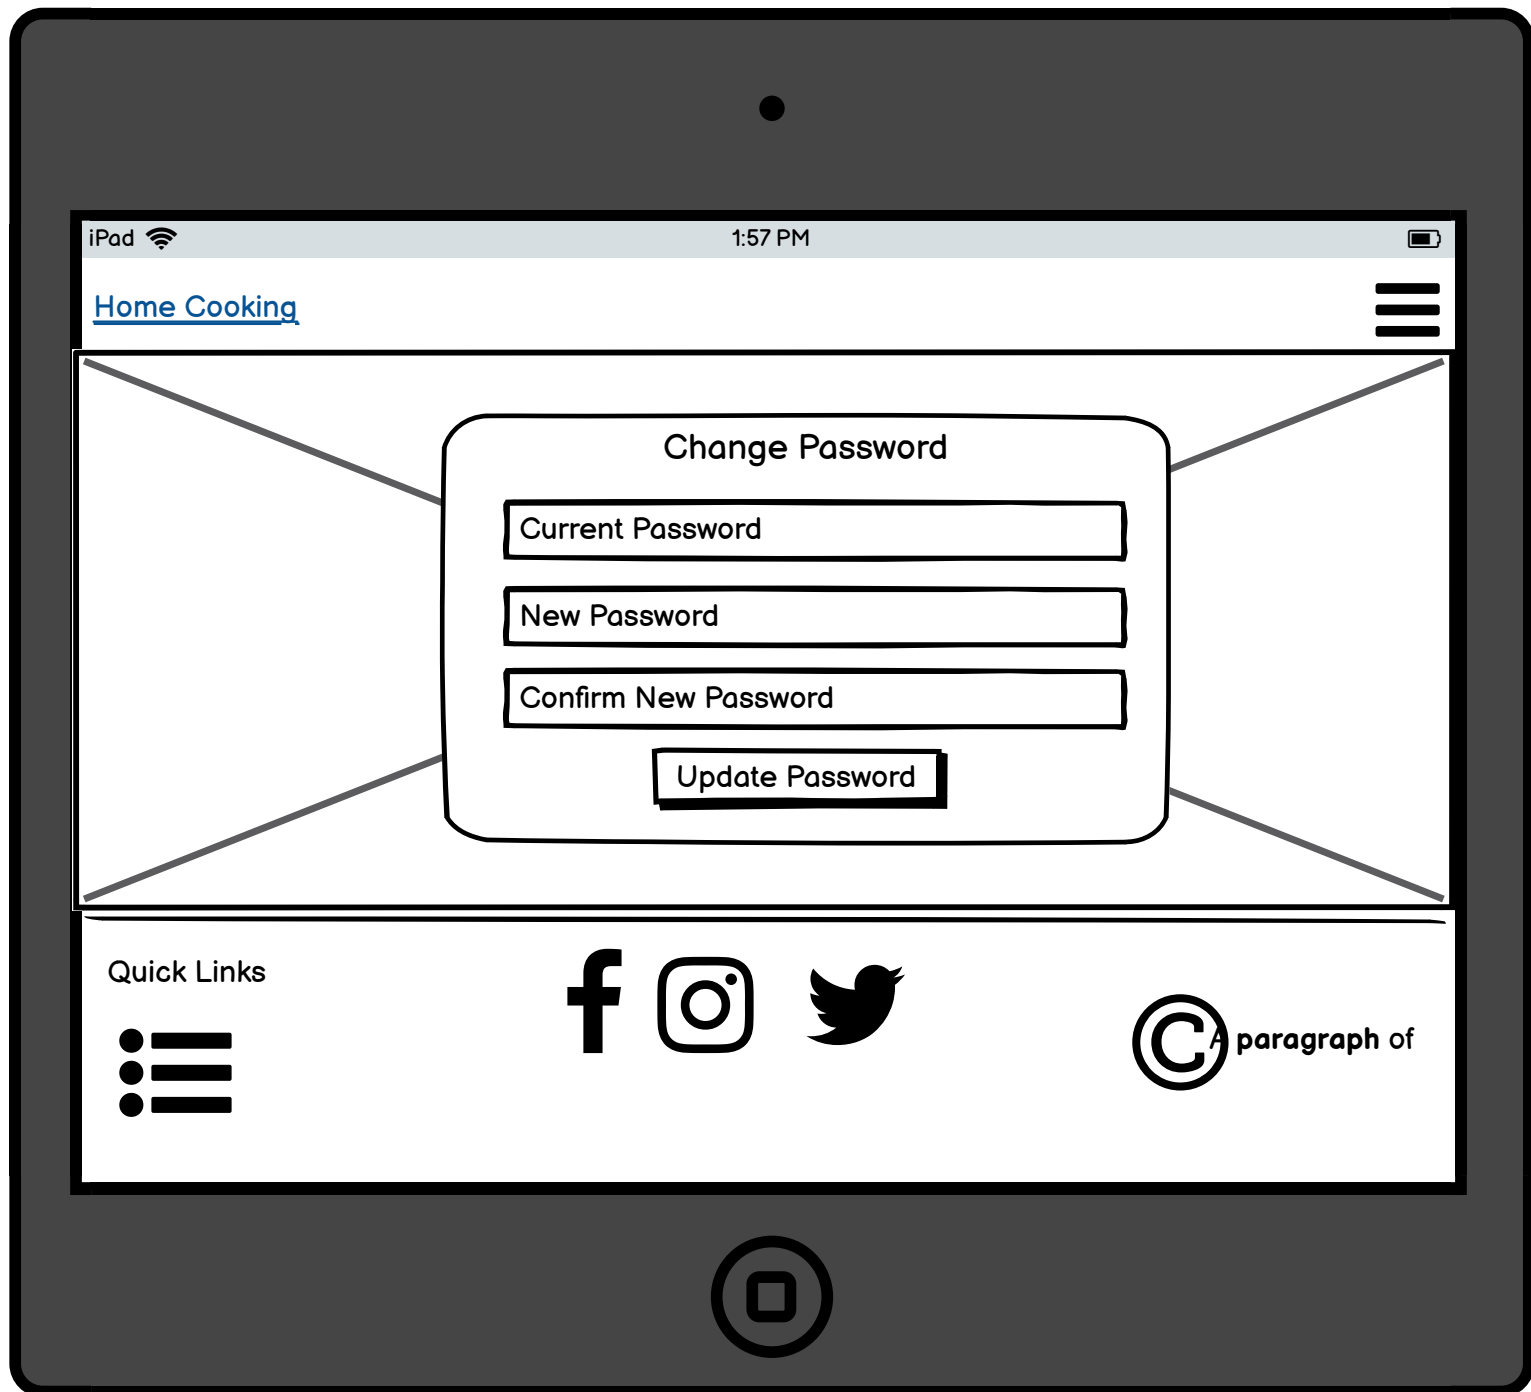 iPad
1:57 PM
Home Cooking
Change Password
Current Password
New Password
Confirm New Password
Update Password
Quick Links
© A paragraph of